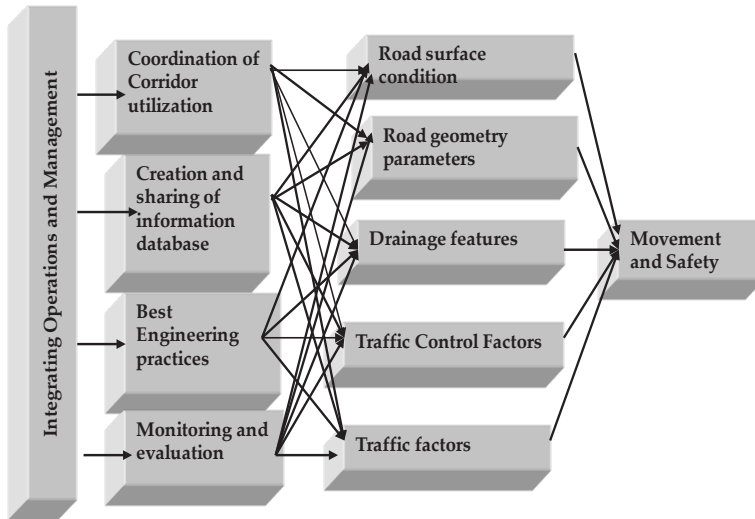 Integrating Operations and Management
Coordination of
Corridor
utilization
Creation and
sharing of
information
database
Best
Engineering
practices
Monitoring and
evaluation
Road surface
condition
Road geometry
parameters
Drainage features
Traffic Control Factors
Traffic factors
Movement
and Safety